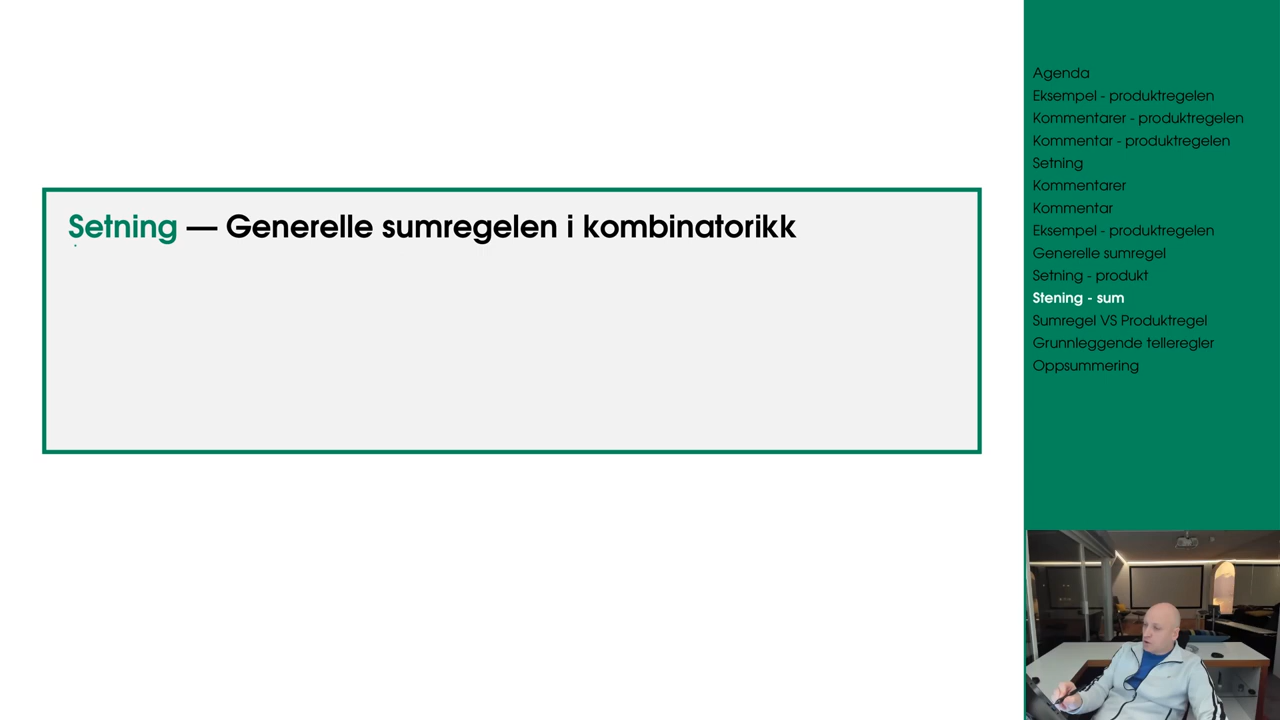 Setning — Generelle sumregelen i kombinatorikk
Agenda
Eksempel - produktregelen
Kommentarer - produktregelen
Kommentar - produktregelen
Setning
Kommentarer
Kommentar
Eksempel - produktregelen
Generelle sumregel
Setning - produkt
Stening - sum
Sumregel VS Produktregel
Grunnleggende telleregler
Oppsummering